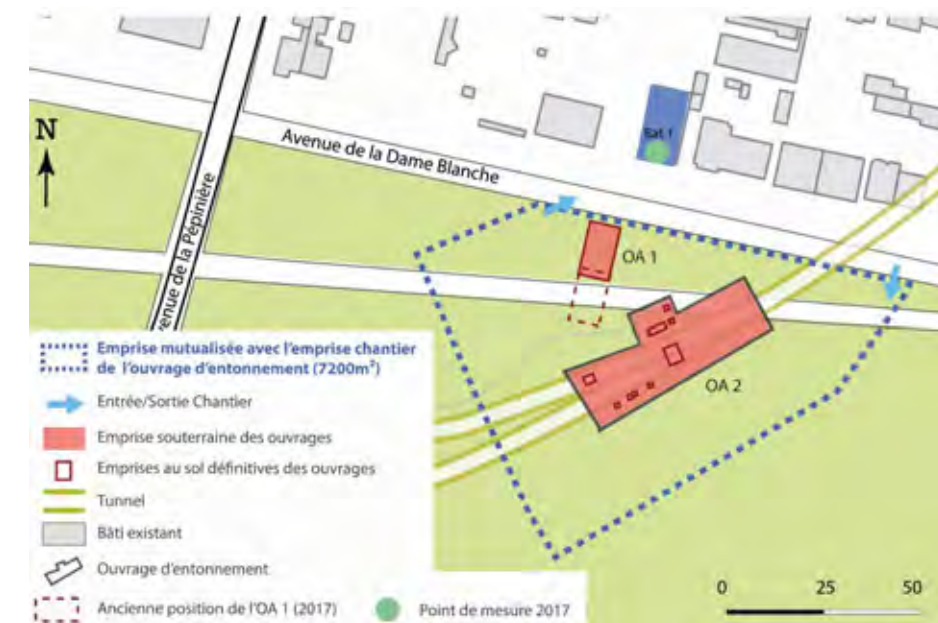 N
Avenue de la Dame Blanche
Avenue de la Pépinière
Bat 1
OA 1
OA 2
Emprise mutualisée avec l'emprise chantier
de l'ouvrage d'entonnement (7200m²)
Entrée/Sortie Chantier
Emprise souterraine des ouvrages
Emprises au sol définitives des ouvrages
Tunnel
Bâti existant
Ouvrage d'entonnement
Ancienne position de l'OA 1 (2017)
Point de mesure 2017
0 25 50